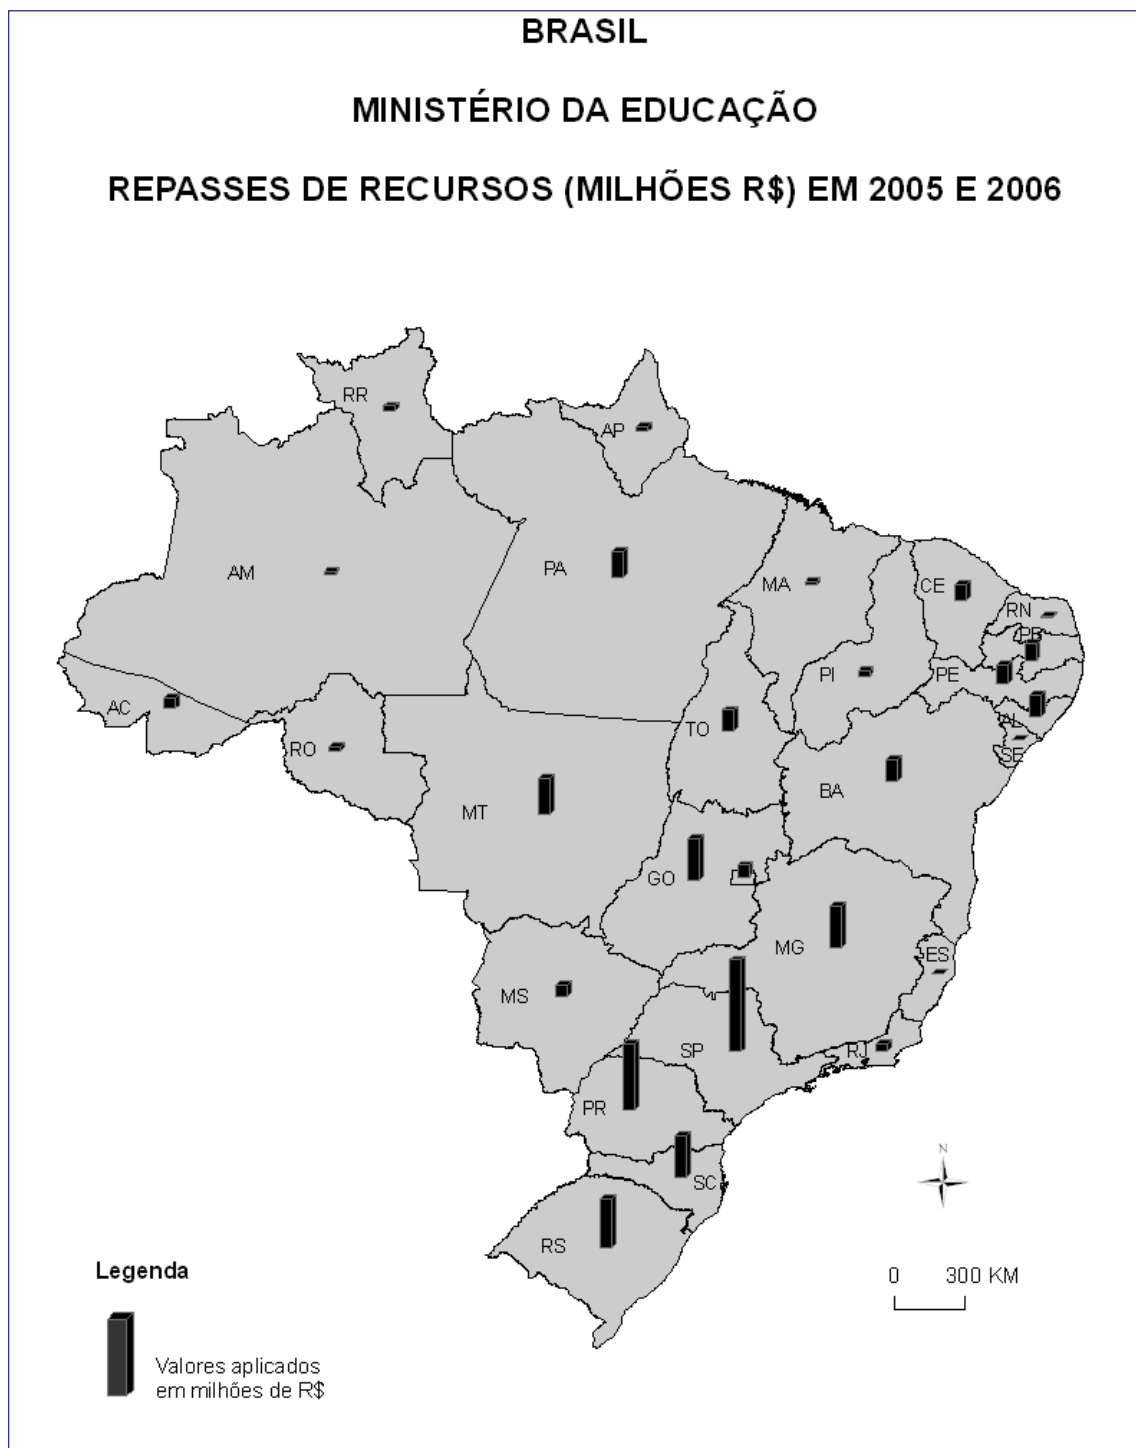 BRASIL
MINISTÉRIO DA EDUCAÇÃO
REPASSES DE RECURSOS (MILHÕES R$) EM 2005 E 2006
RR
AP
AM
PA
MA
CE
RN
PB
PI
PE
AC
AL
TO
RO
SE
BA
MT
GO
MG
ES
MS
SP
RJ
PR
N
SC
RS
Legenda
0 300 KM
Valores aplicados
em milhões de R$